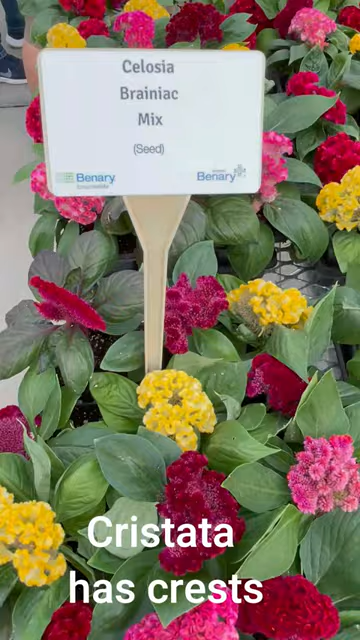 Celosia
Brainiac
Mix
(Seed)
Benary
Benary
Cristata
has crests